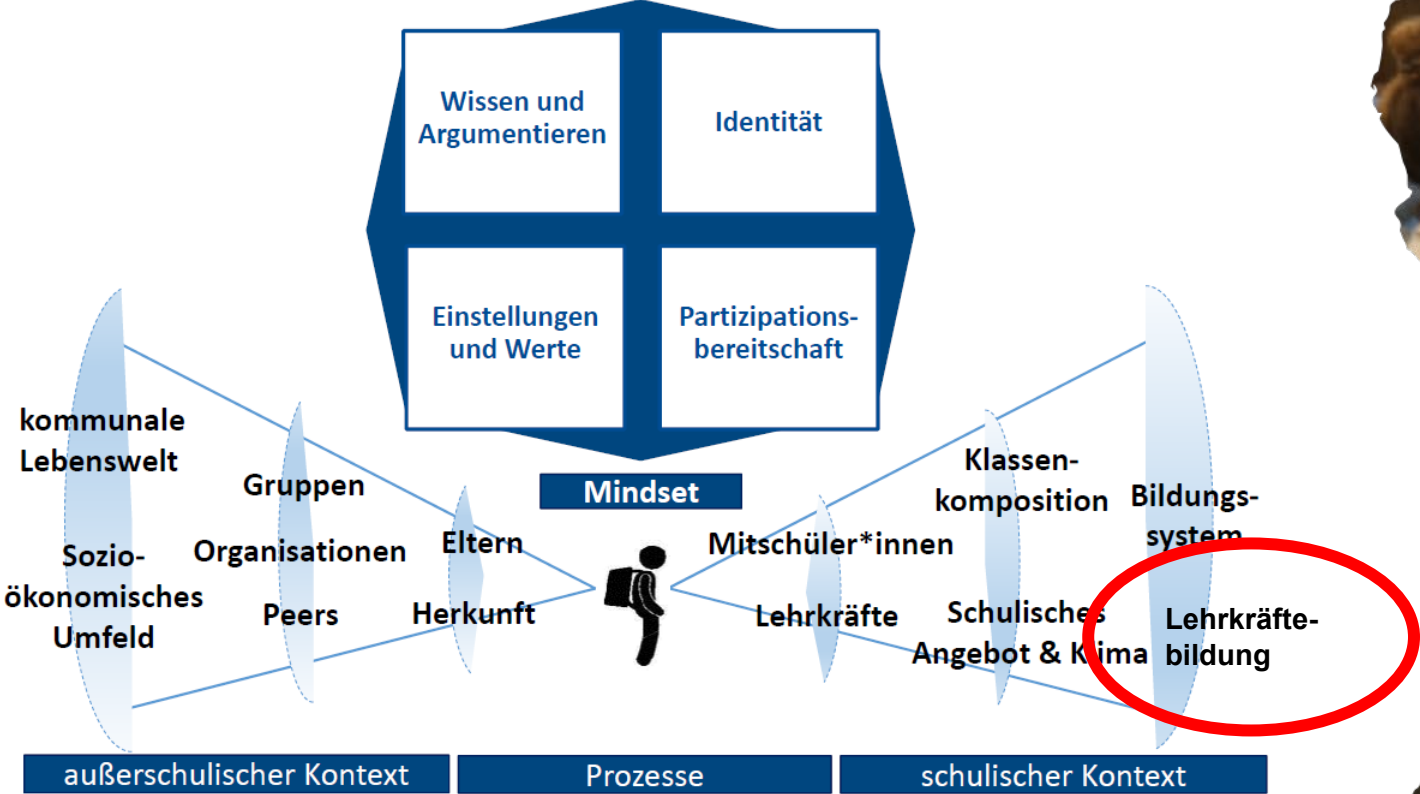 Wissen und
Argumentieren
Identität
Einstellungen
und Werte
Partizipations-
bereitschaft
Mindset
kommunale
Lebenswelt
Sozio-
ökonomisches
Umfeld
Gruppen
Organisationen
Peers
Eltern
Herkunft
Mitschüler*innen
Lehrkräfte
Klassen-
komposition
Schulisches
Angebot & Klima
Bildungs-
system
Lehrkräfte-
bildung
außerschulischer Kontext
Prozesse
schulischer Kontext